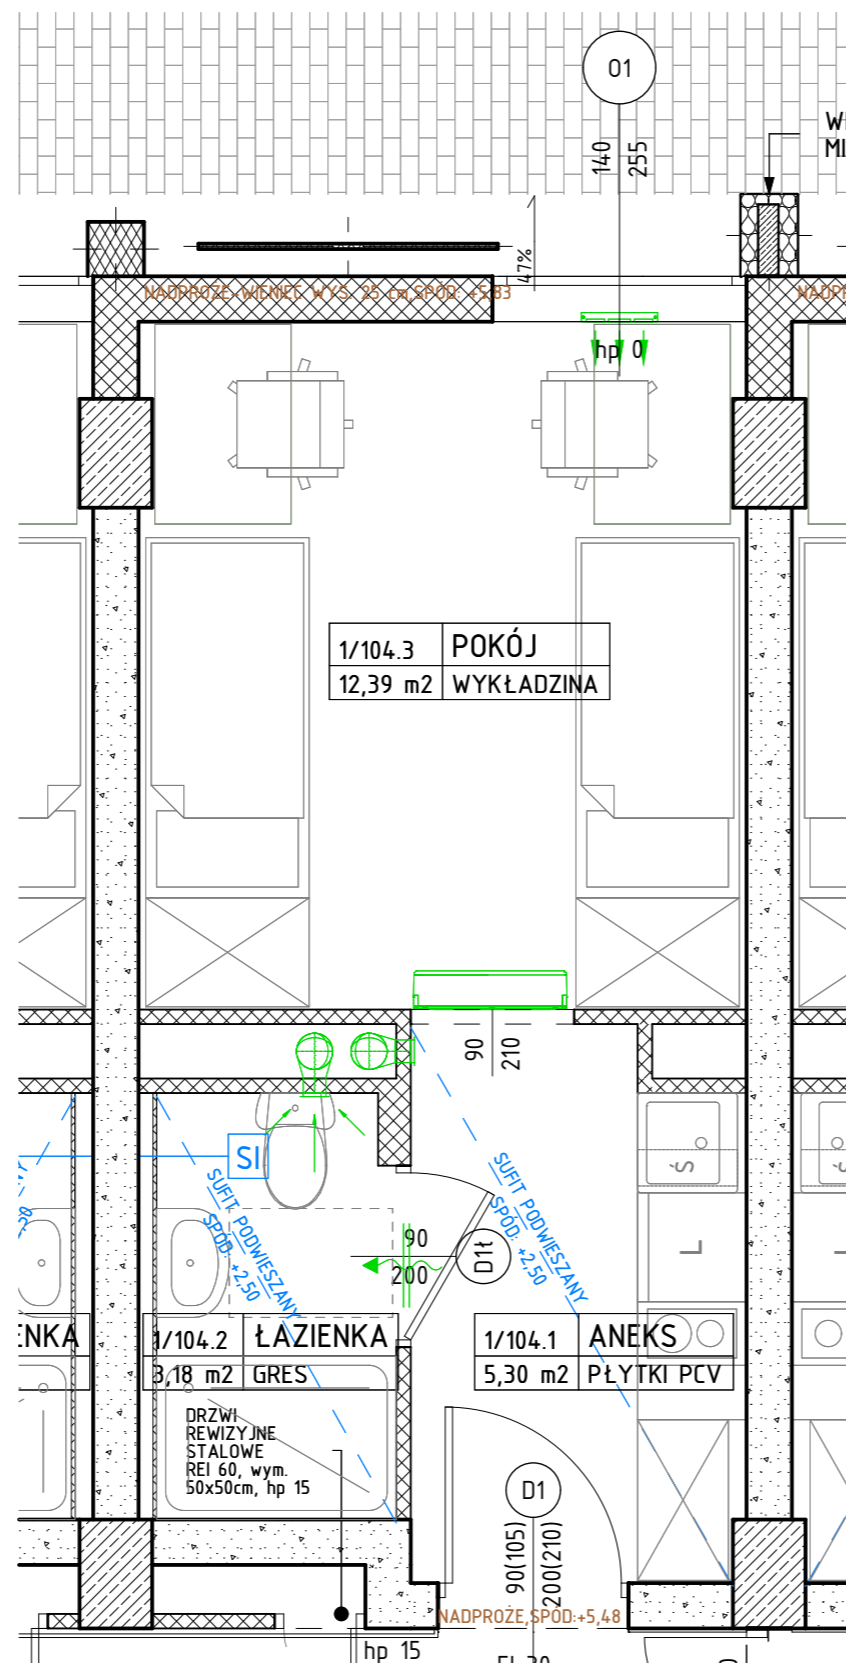 O1
140
255
47%
NADPROŻE-WIENIEC WYS. 25 cm,SPÓD: +5,83
hp 0
1/104.3 POKÓJ
12,39 m2 WYKŁADZINA
90
210
SI
Ś
SUFIT PODWIESZANY
SPÓD: +2,50
SUFIT PODWIESZANY
SPÓD: +2,50
L
90
200
D1Ł
1/104.2 ŁAZIENKA
3,18 m2 GRES
1/104.1 ANEKS
5,30 m2 PŁYTKI PCV
DRZWI
REWIZYJNE
STALOWE
REI 60, wym.
50x50cm, hp 15
D1
90(105)
200(210)
NADPROŻE,SPÓD:+5,48
hp 15